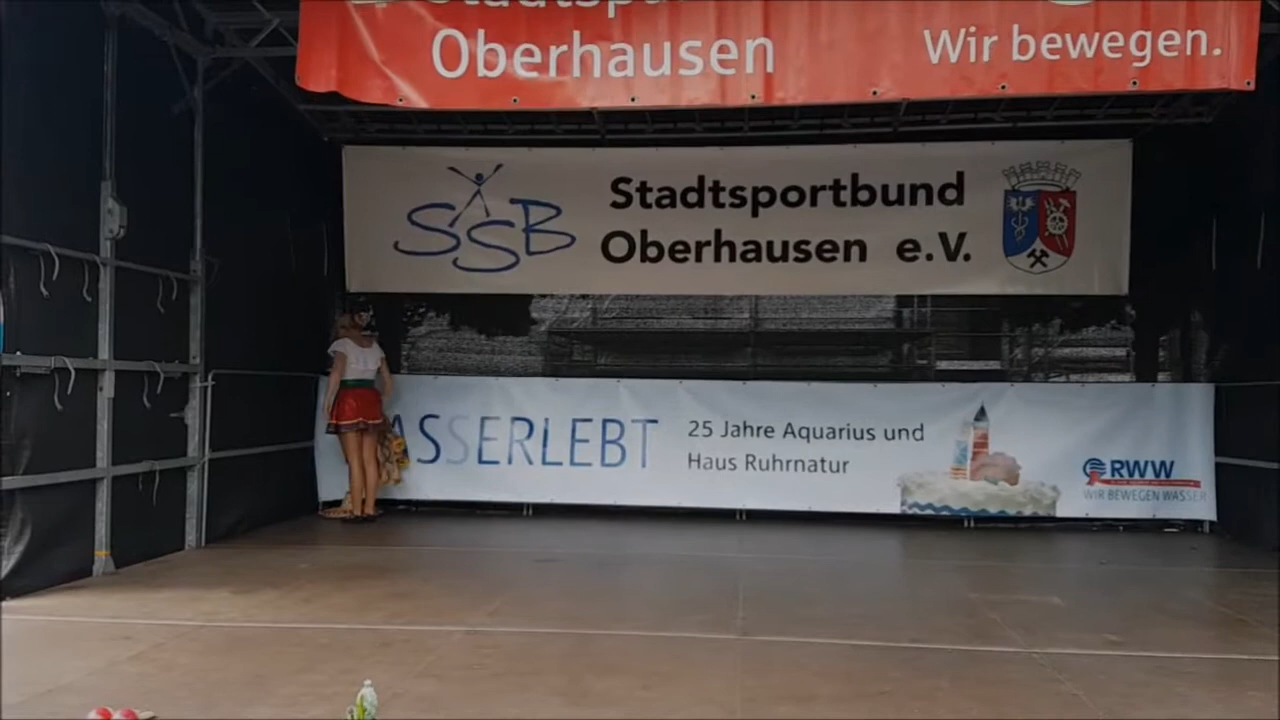 Oberhausen
Wir bewegen.
SSB
Stadtsportbund
Oberhausen e.V.
ASSERLEBT
25 Jahre Aquarius und
Haus Ruhrnatur
RWW
WIR BEWEGEN WASSER